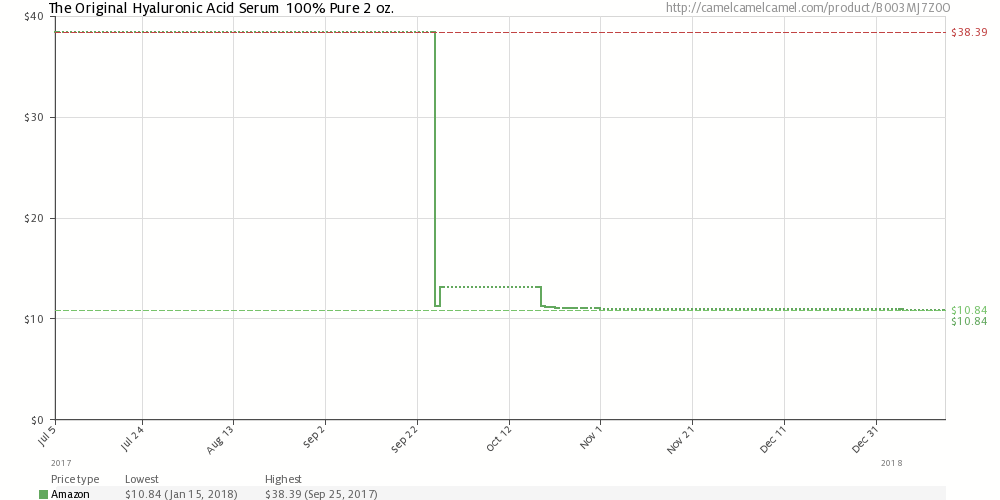 The Original Hyaluronic Acid Serum 100% Pure 2 oz.
http://camelcamelcamel.com/product/B003MJ7Z0O
$40
$38.39
$30
$20
$10
$10.84
$10.84
$0
Jul 5
Jul 24
Aug 13
Sep 2
Sep 22
Oct 12
Nov 1
Nov 21
Dec 11
Dec 31
2017
2018
Price type Lowest Highest
Amazon $10.84 (Jan 15, 2018) $38.39 (Sep 25, 2017)